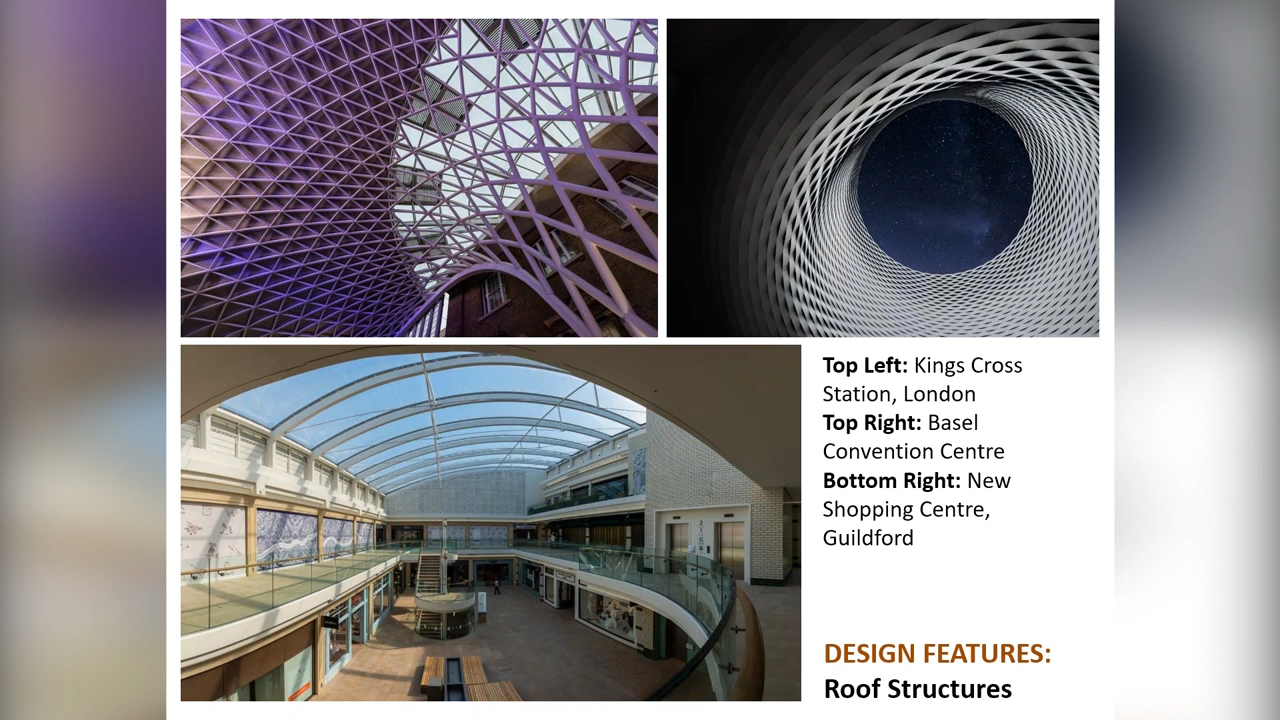 Top Left: Kings Cross
Station, London
Top Right: Basel
Convention Centre
Bottom Right: New
Shopping Centre,
Guildford
DESIGN FEATURES:
Roof Structures